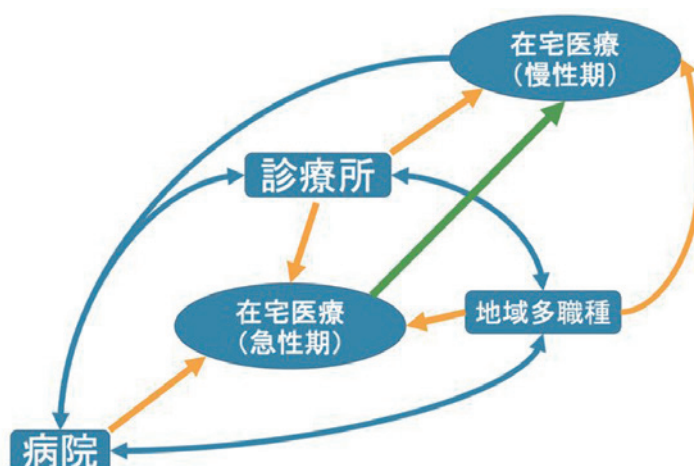 在宅医療
（慢性期）
診療所
在宅医療
（急性期）
地域多職種
病院